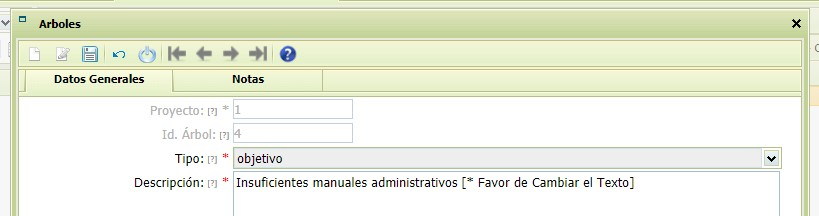 Arboles
Datos Generales Notas
Proyecto: [?] * 1
Id. Árbol: [?] 4
Tipo: [?] * objetivo
Descripción: [?] * Insuficientes manuales administrativos [* Favor de Cambiar el Texto]